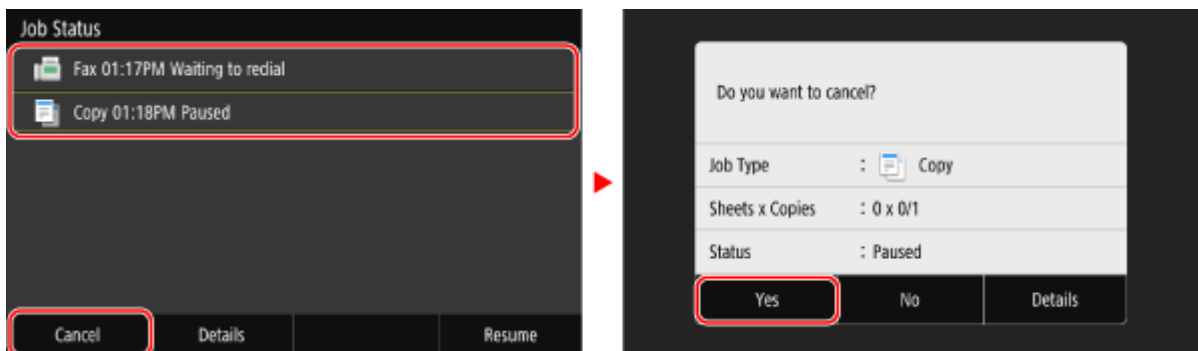 Job Status
Fax 01:17PM Waiting to redial
Copy 01:18PM Paused
Cancel Details Resume
Do you want to cancel?
Job Type : Copy
Sheets x Copies : 0 x 0/1
Status : Paused
Yes No Details